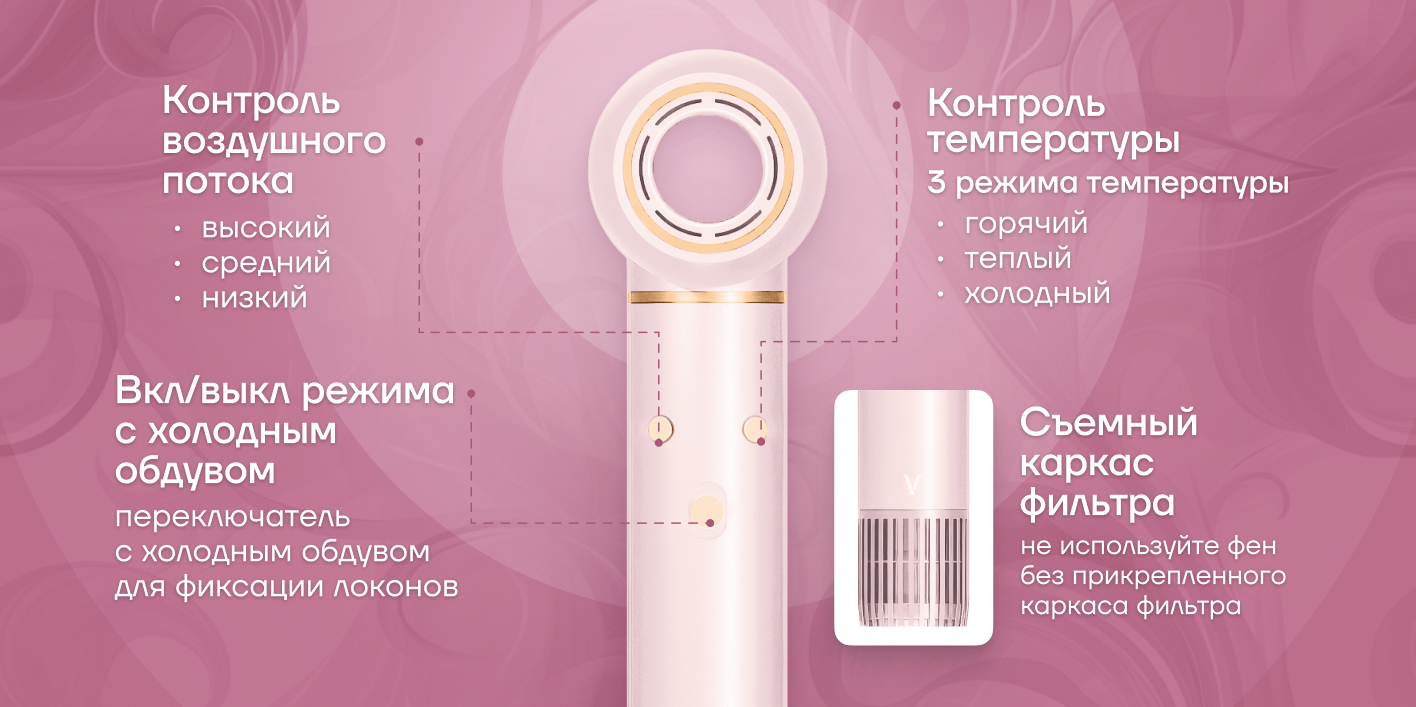 Контроль
воздушного
потока
• высокий
• средний
• низкий
Вкл/выкл режима
с холодным
обдувом
переключатель
с холодным обдувом
для фиксации локонов
Контроль
температуры
3 режима температуры
• горячий
• теплый
• холодный
V
Съемный
каркас
фильтра
не используйте фен
без прикрепленного
каркаса фильтра